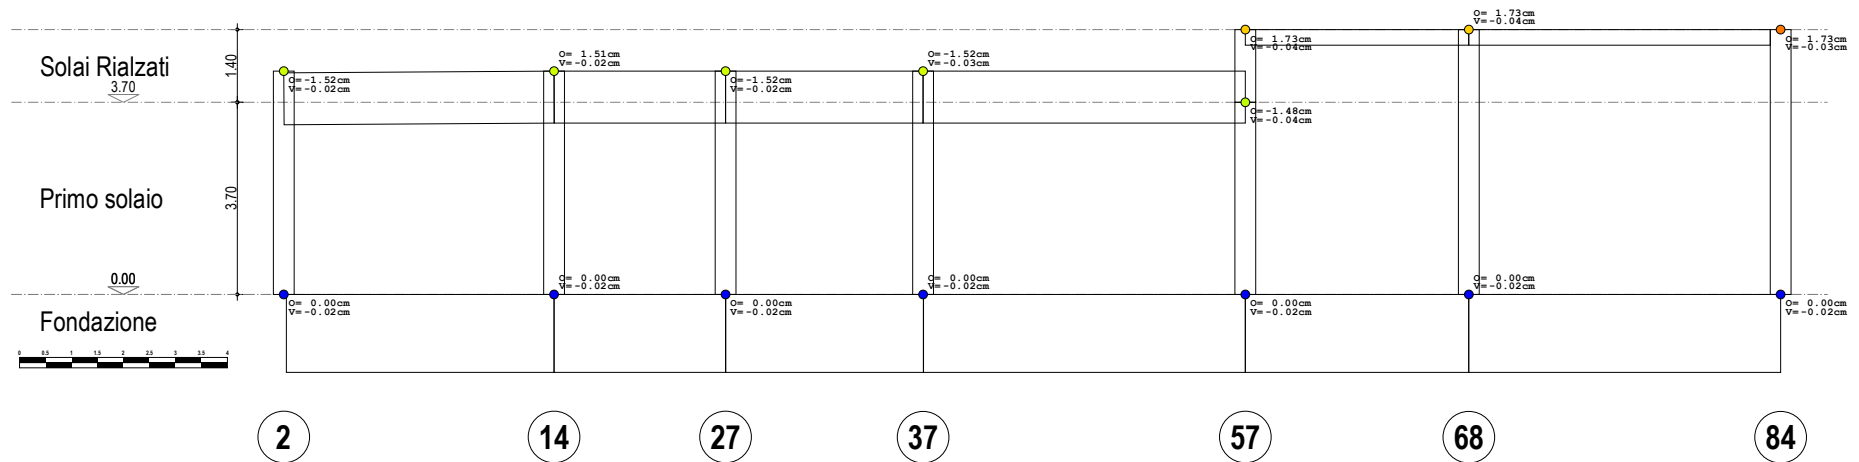 O= 1.73cm
V=-0.04cm
O= 1.73cm
V=-0.04cm
O= 1.73cm
V=-0.03cm
Solai Rialzati
3.70
1.40
O= 1.51cm
V=-0.02cm
O=-1.52cm
V=-0.03cm
O=-1.52cm
V=-0.02cm
O=-1.52cm
V=-0.02cm
O=-1.48cm
V=-0.04cm
Primo solaio
3.70
0.00
O= 0.00cm
V=-0.02cm
O= 0.00cm
V=-0.02cm
O= 0.00cm
V=-0.02cm
O= 0.00cm
V=-0.02cm
O= 0.00cm
V=-0.02cm
O= 0.00cm
V=-0.02cm
O= 0.00cm
V=-0.02cm
Fondazione
0 0.5 1 1.5 2 2.5 3 3.5 4
2 14 27 37 57 68 84